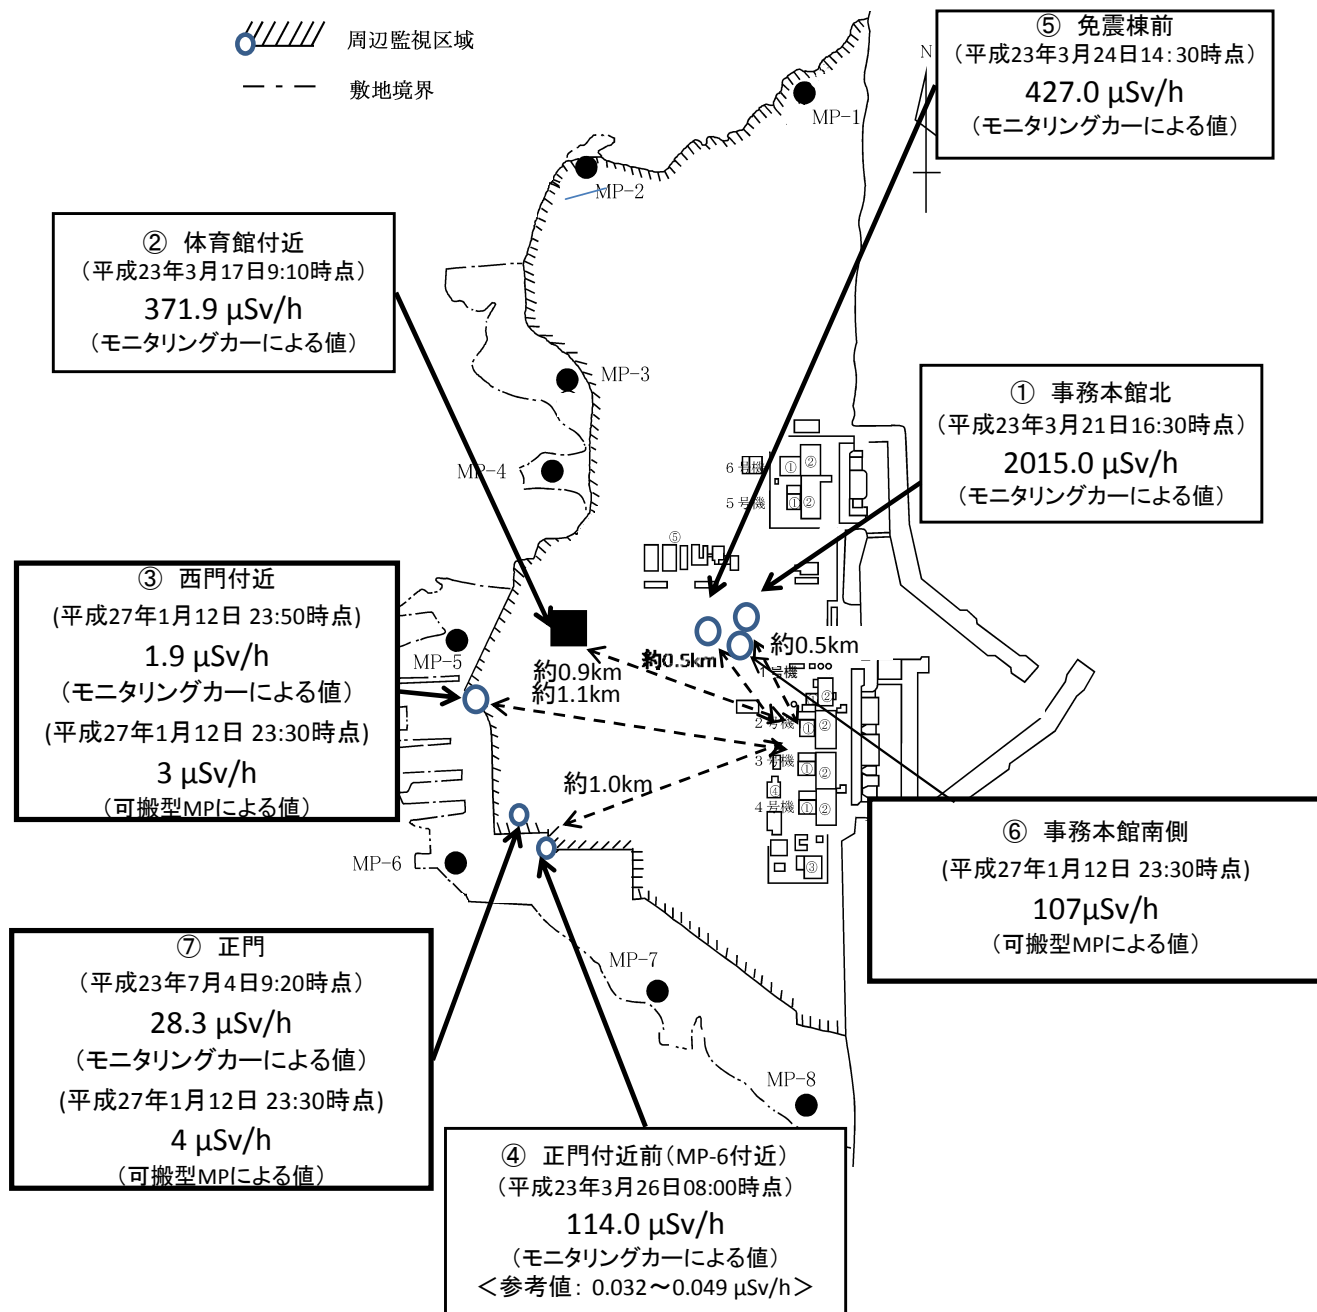 周辺監視区域
敷地境界
⑤ 免震棟前
（平成23年3月24日14：30時点）
427.0 μSv/h
（モニタリングカーによる値）
N
MP-1
MP-2
② 体育館付近
（平成23年3月17日9:10時点）
371.9 μSv/h
（モニタリングカーによる値）
MP-3
MP-4
① 事務本館北
（平成23年3月21日16:30時点）
2015.0 μSv/h
（モニタリングカーによる値）
6号機
① ②
5号機
① ②
⑤
③ 西門付近
(平成27年1月12日 23:50時点)
1.9 μSv/h
（モニタリングカーによる値）
(平成27年1月12日 23:30時点)
3 μSv/h
（可搬型MPによる値）
MP-5
約0.9km
約1.1km
約0.5km
約0.5km
1号機
②
2号機
① ②
3号機
① ②
④
4号機
① ②
③
約1.0km
MP-6
⑥ 事務本館南側
(平成27年1月12日 23:30時点)
107μSv/h
（可搬型MPによる値）
⑦ 正門
（平成23年7月4日9:20時点）
28.3 μSv/h
（モニタリングカーによる値）
(平成27年1月12日 23:30時点)
4 μSv/h
（可搬型MPによる値）
MP-7
MP-8
④ 正門付近前（MP-6付近）
（平成23年3月26日08:00時点）
114.0 μSv/h
（モニタリングカーによる値）
＜参考値： 0.032～0.049 μSv/h＞